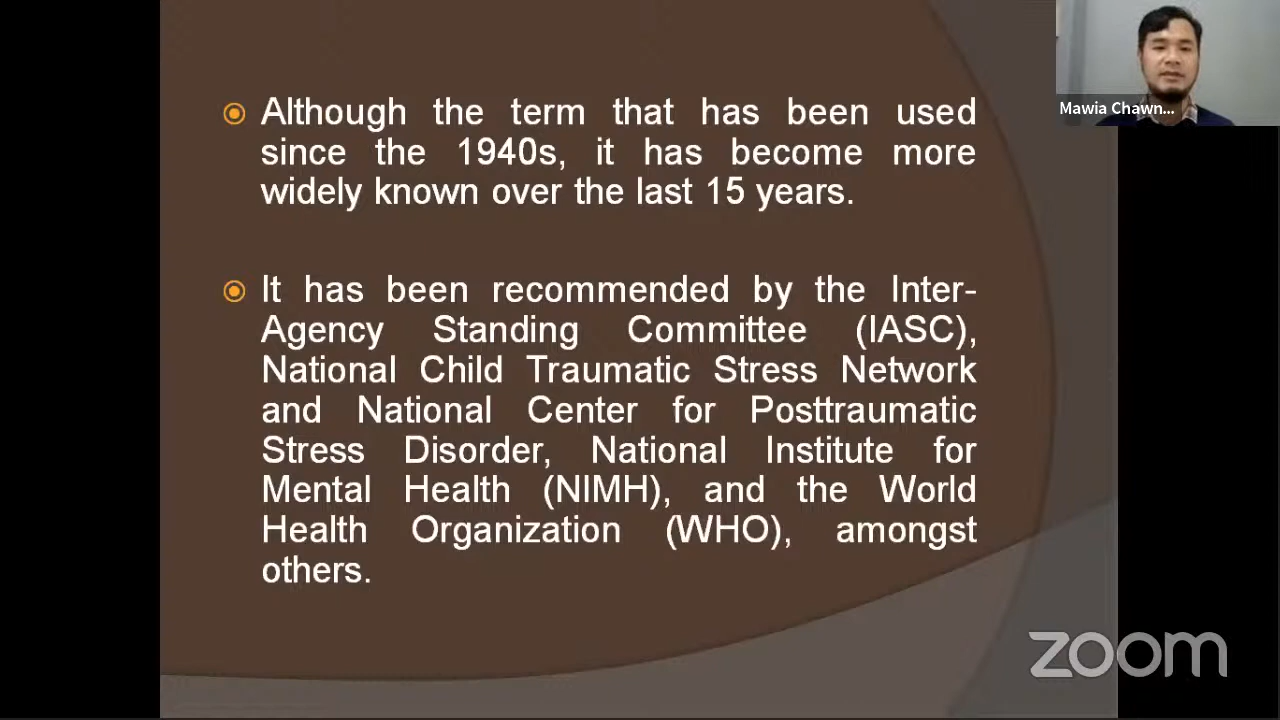 Although the term that has been used
since the 1940s, it has become more
widely known over the last 15 years.
It has been recommended by the Inter-
Agency Standing Committee (IASC),
National Child Traumatic Stress Network
and National Center for Posttraumatic
Stress Disorder, National Institute for
Mental Health (NIMH), and the World
Health Organization (WHO), amongst
others.
Mawia Chawn...
zoom